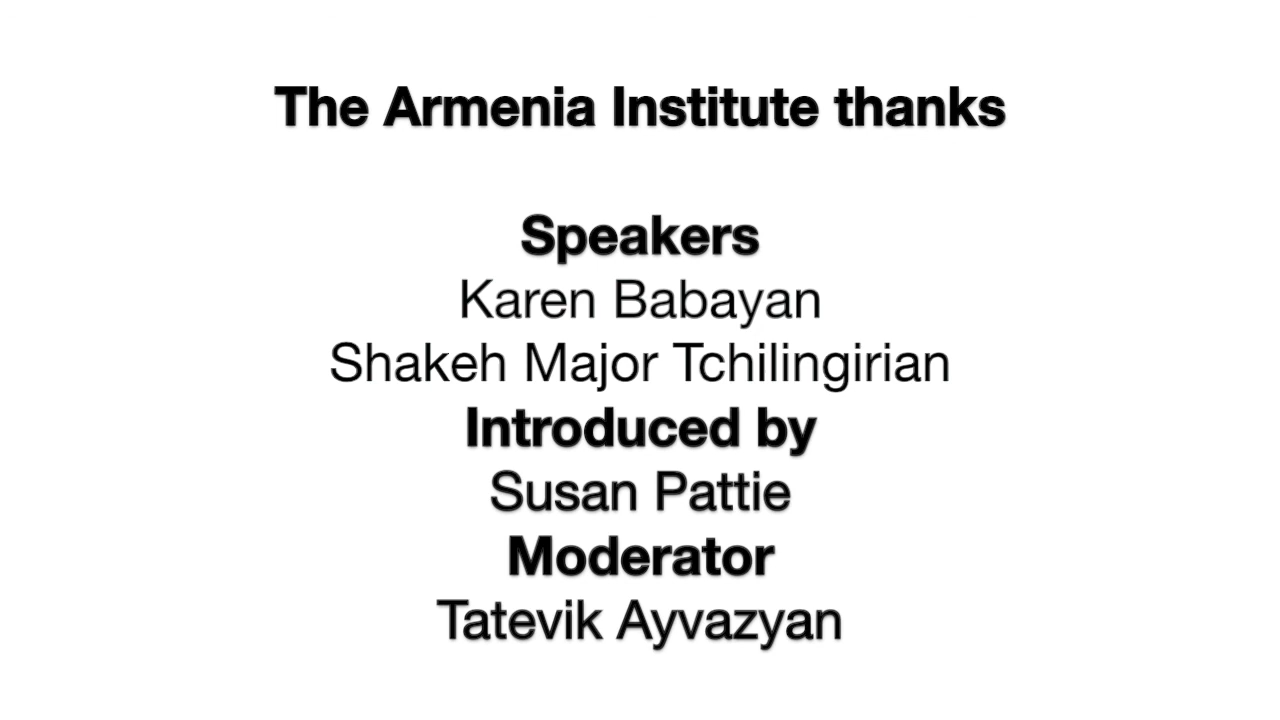 The Armenia Institute thanks
Speakers
Karen Babayan
Shakeh Major Tchilingirian
Introduced by
Susan Pattie
Moderator
Tatevik Ayvazyan